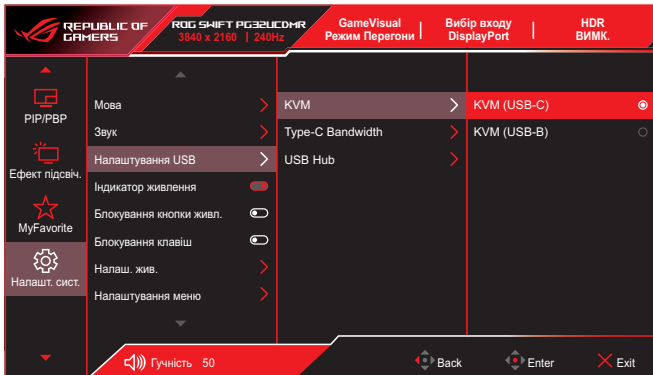 REPUBLIC OF
GAMERS
ROG SWIFT PG32UCDMR
3840 x 2160 | 240Hz
GameVisual
Режим Перегони
Вибір входу
DisplayPort
HDR
ВИМК.
PIP/PBP
Ефект підсвіч.
MyFavorite
Налашт. сист.
Мова
Звук
Налаштування USB
Індикатор живлення
Блокування кнопки живл.
Блокування клавіш
Налаш. жив.
Налаштування меню
KVM
Type-C Bandwidth
USB Hub
KVM (USB-C)
KVM (USB-B)
Гучність 50
Back
Enter
Exit